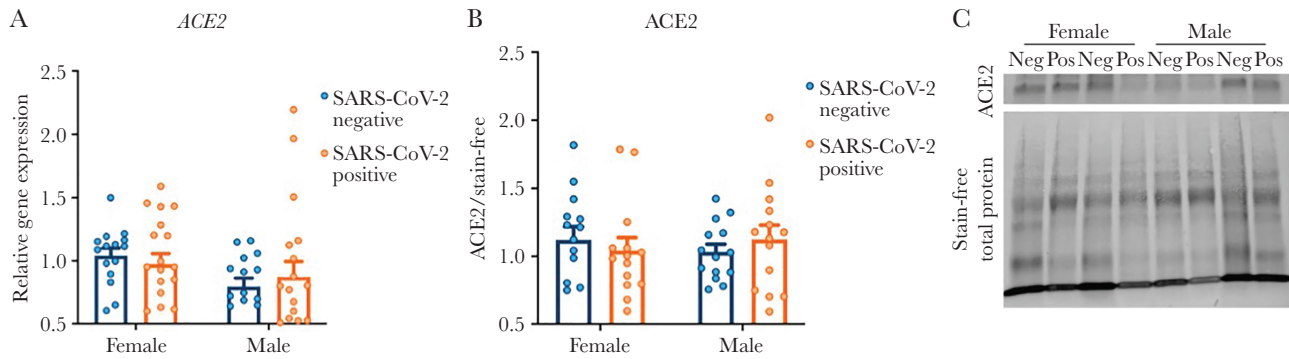 A
ACE2
Relative gene expression
2.5
2.0
1.5
1.0
0.5
Female
Male
SARS-CoV-2
negative
SARS-CoV-2
positive
B
ACE2
ACE2/stain-free
2.5
2.0
1.5
1.0
0.5
Female
Male
SARS-CoV-2
negative
SARS-CoV-2
positive
C
Female Male
Neg Pos Neg Pos Neg Pos Neg Pos
ACE2
Stain-free
total protein